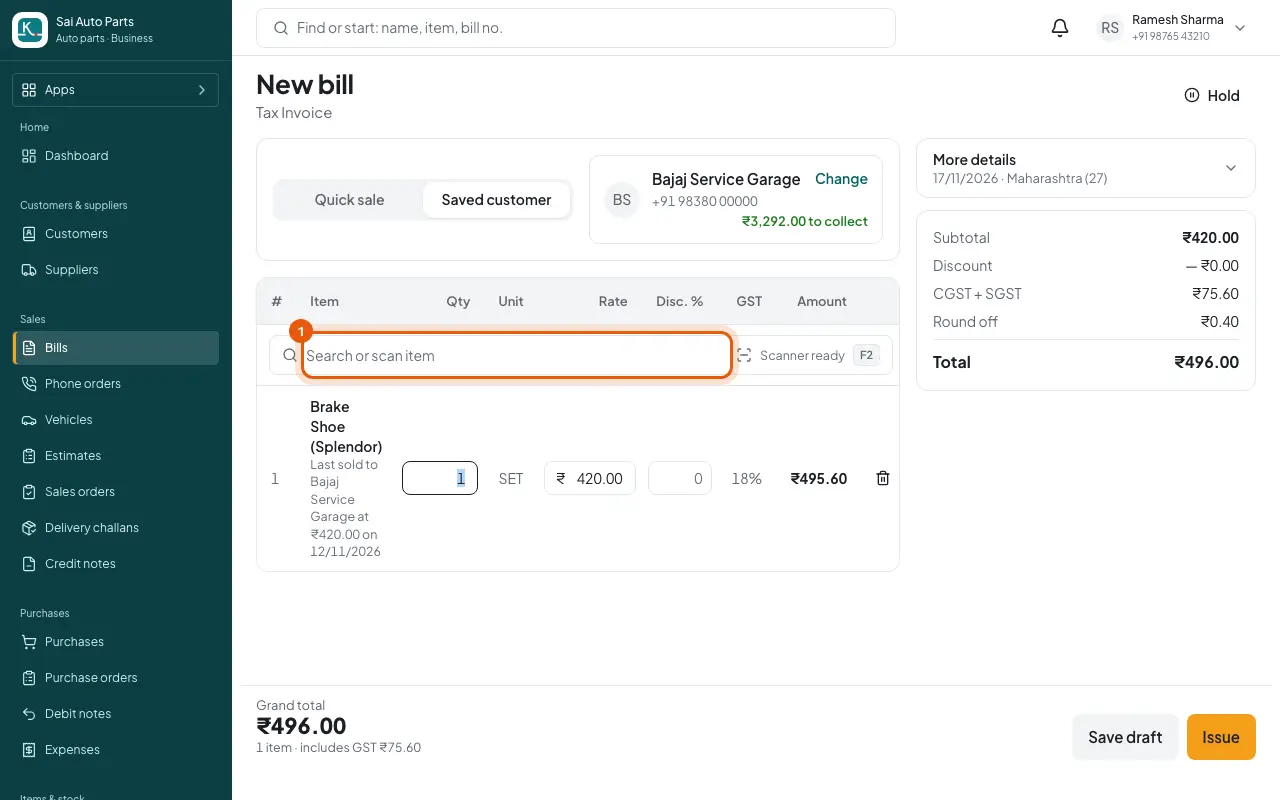 Sai Auto Parts
Auto parts · Business
Apps
Home
Dashboard
Customers & suppliers
Customers
Suppliers
Sales
Bills
Phone orders
Vehicles
Estimates
Sales orders
Delivery challans
Credit notes
Purchases
Purchases
Purchase orders
Debit notes
Expenses
Items & stock
Find or start: name, item, bill no.
RS
Ramesh Sharma
+91 98765 43210
New bill
Tax Invoice
Hold
Quick sale
Saved customer
BS
Bajaj Service Garage
Change
+91 98380 00000
₹3,292.00 to collect
# Item Qty Unit Rate Disc. % GST Amount
1
Search or scan item
Scanner ready F2
1
Brake
Shoe
(Splendor)
Last sold to
Bajaj
Service
Garage at
₹420.00 on
12/11/2026
1 SET ₹ 420.00 0 18% ₹495.60
More details
17/11/2026 · Maharashtra (27)
Subtotal ₹420.00
Discount — ₹0.00
CGST + SGST ₹75.60
Round off ₹0.40
Total ₹496.00
Grand total
₹496.00
1 item · includes GST ₹75.60
Save draft
Issue